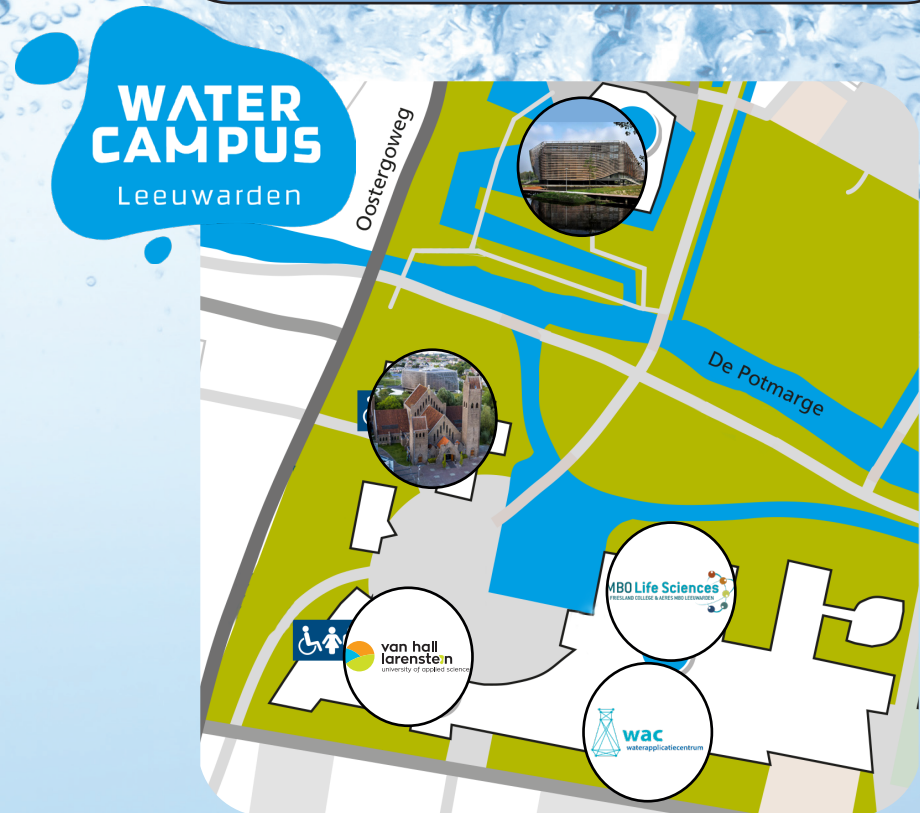 WATER
CAMPUS
Leeuwarden
Oostergoweg
De Potmarge
MBO Life Sciences
FRIESLAND COLLEGE & AERES MBO LEEUWARDEN
van hall
larenstein
university of applied science
wac
waterapplicatiecentrum